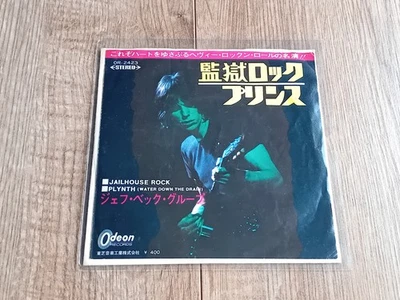 これぞハートをゆさぶるヘヴィー・ロックン・ロールの名演!!
OR-2423
STEREO
監獄ロック
プリンス
■JAILHOUSE ROCK
■PLYNTH (WATER DOWN THE DRAIN)
ジェフ・ベック・グループ
Odeon
RECORDS
東芝音楽工業株式会社 ¥400